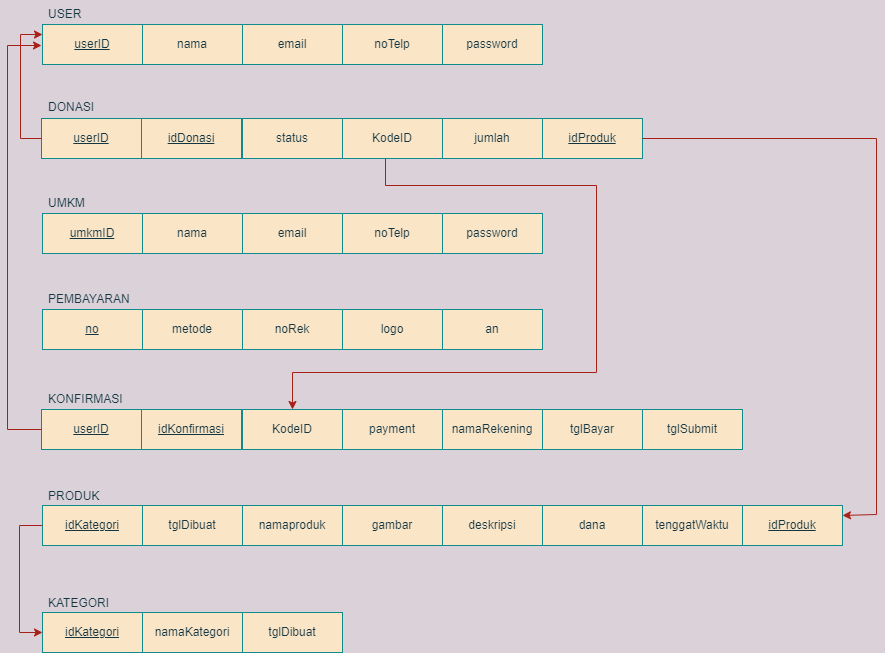 USER
userID nama email noTelp password
DONASI
userID idDonasi status KodeID jumlah idProduk
UMKM
umkmID nama email noTelp password
PEMBAYARAN
no metode noRek logo an
KONFIRMASI
userID idKonfirmasi KodeID payment namaRekening tglBayar tglSubmit
PRODUK
idKategori tglDibuat namaproduk gambar deskripsi dana tenggatWaktu idProduk
KATEGORI
idKategori namaKategori tglDibuat